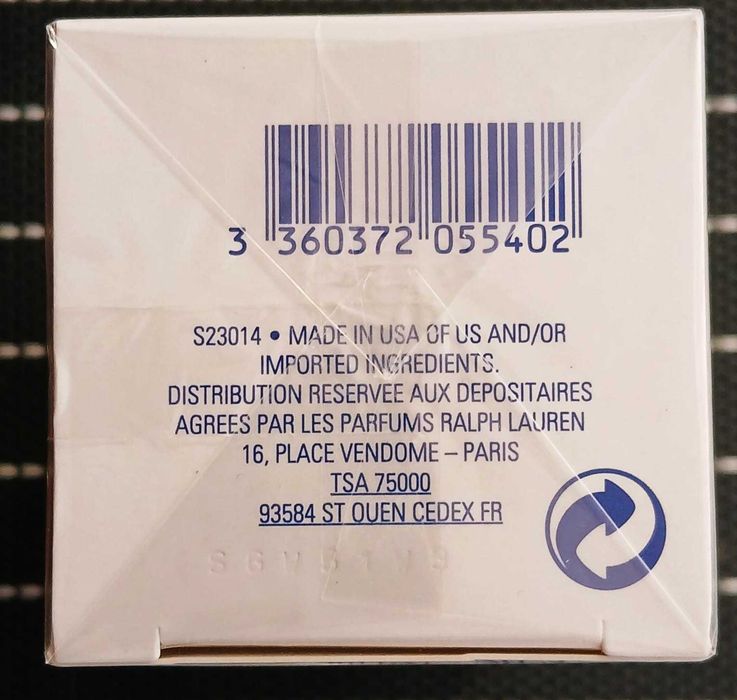 3 360372 055402
S23014 • MADE IN USA OF US AND/OR
IMPORTED INGREDIENTS.
DISTRIBUTION RESERVEE AUX DEPOSITAIRES
AGREES PAR LES PARFUMS RALPH LAUREN
16, PLACE VENDOME – PARIS
TSA 75000
93584 ST OUEN CEDEX FR